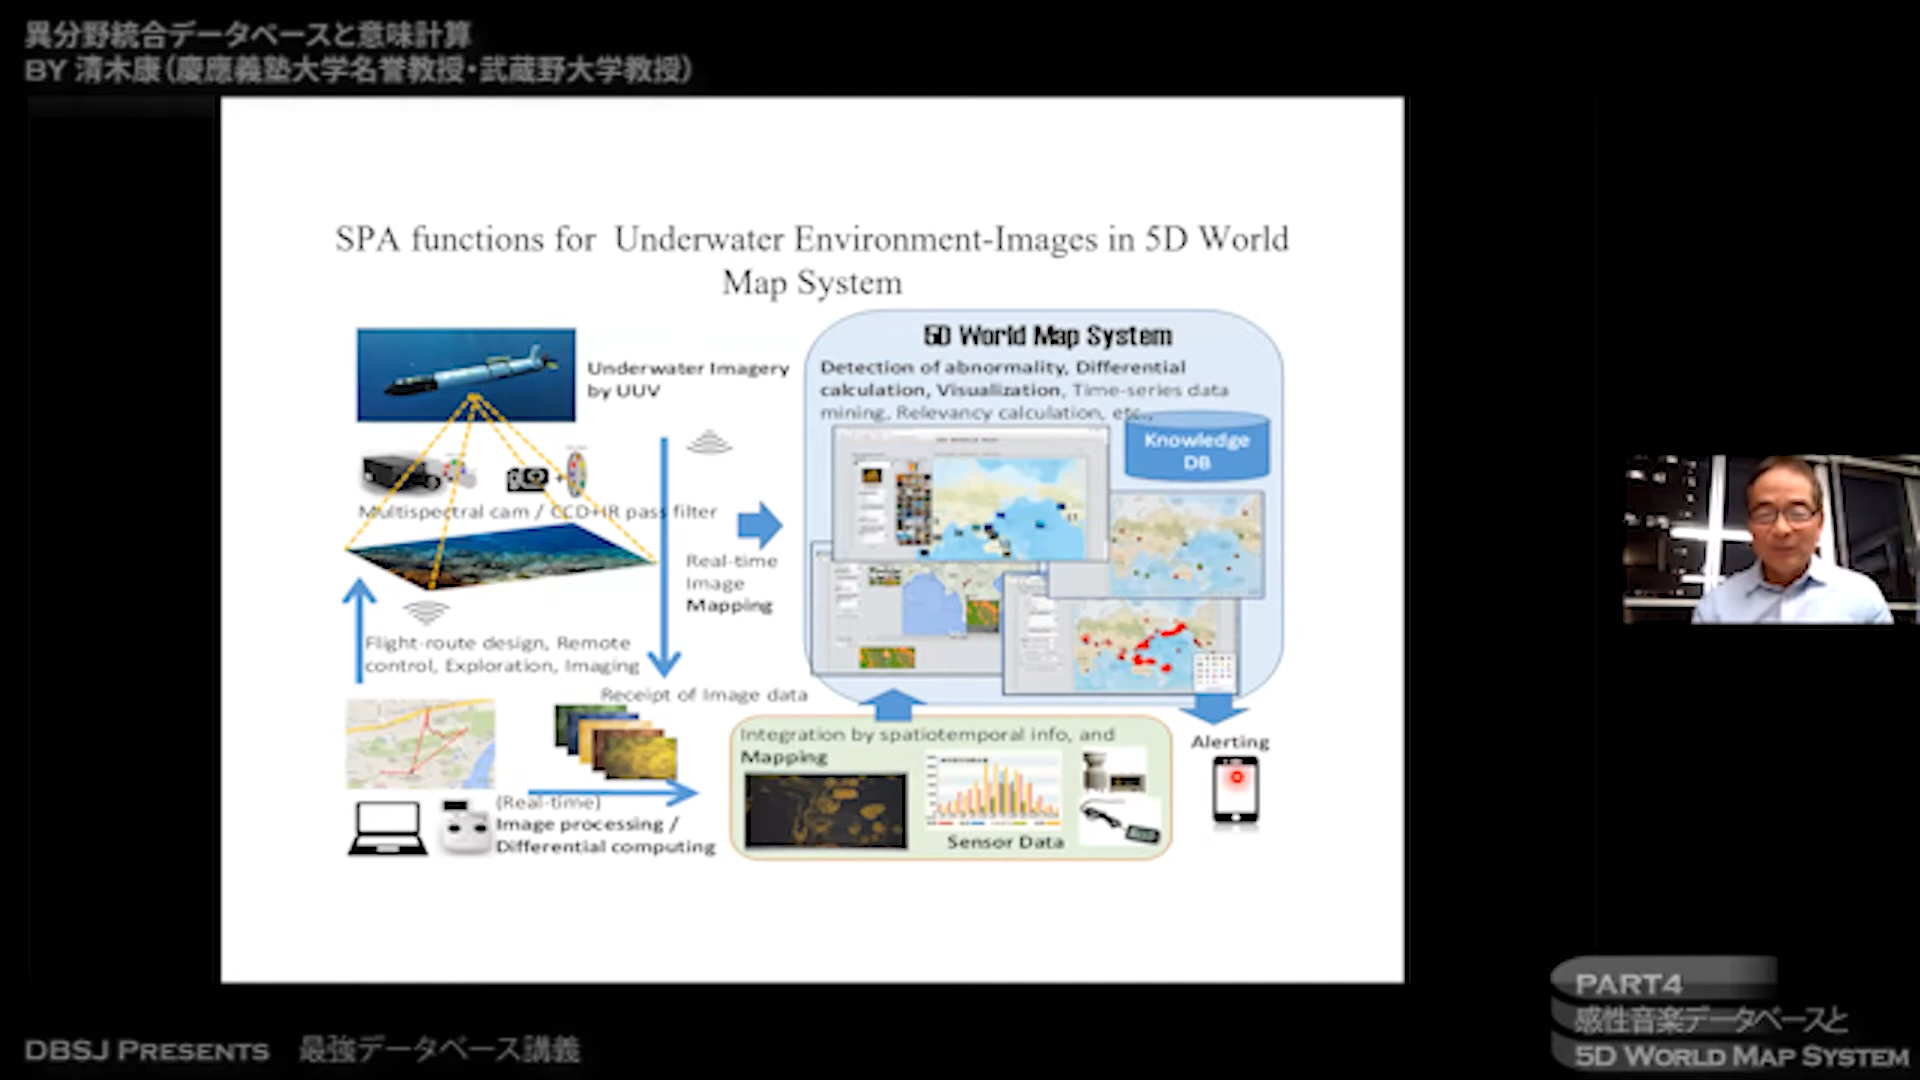 異分野統合データベースと意味計算
BY 清木康(慶應義塾大学名誉教授・武蔵野大学教授)
SPA functions for Underwater Environment-Images in 5D World
Map System
Underwater Imagery
by UUV
Multispectral cam / CCD+IR pass filter
Real-time
Image
Mapping
Flight-route design, Remote
control, Exploration, Imaging
Receipt of Image data
(Real-time)
Image processing /
Differential computing
5D World Map System
Detection of abnormality, Differential
calculation, Visualization, Time-series data
mining, Relevancy calculation, etc.,
Knowledge
DB
5D WORLD MAP
Integration by spatiotemporal info, and
Mapping
Sensor Data
Alerting
PART4
感性音楽データベースと
5D WORLD MAP SYSTEM
DBSJ PRESENTS 最強データベース講義